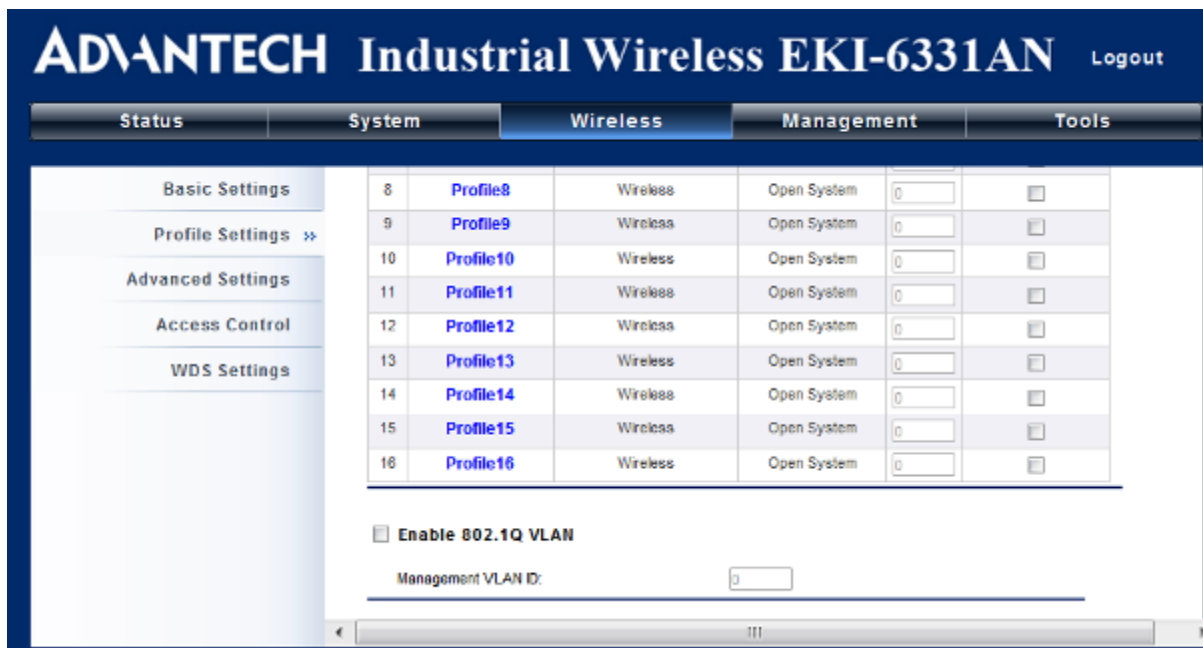 ADVANTECH Industrial Wireless EKI-6331AN Logout
Status System Wireless Management Tools
Basic Settings
Profile Settings »
Advanced Settings
Access Control
WDS Settings
8 Profile8 Wireless Open System 0
9 Profile9 Wireless Open System 0
10 Profile10 Wireless Open System 0
11 Profile11 Wireless Open System 0
12 Profile12 Wireless Open System 0
13 Profile13 Wireless Open System 0
14 Profile14 Wireless Open System 0
15 Profile15 Wireless Open System 0
16 Profile16 Wireless Open System 0
Enable 802.1Q VLAN
Management VLAN ID: 0